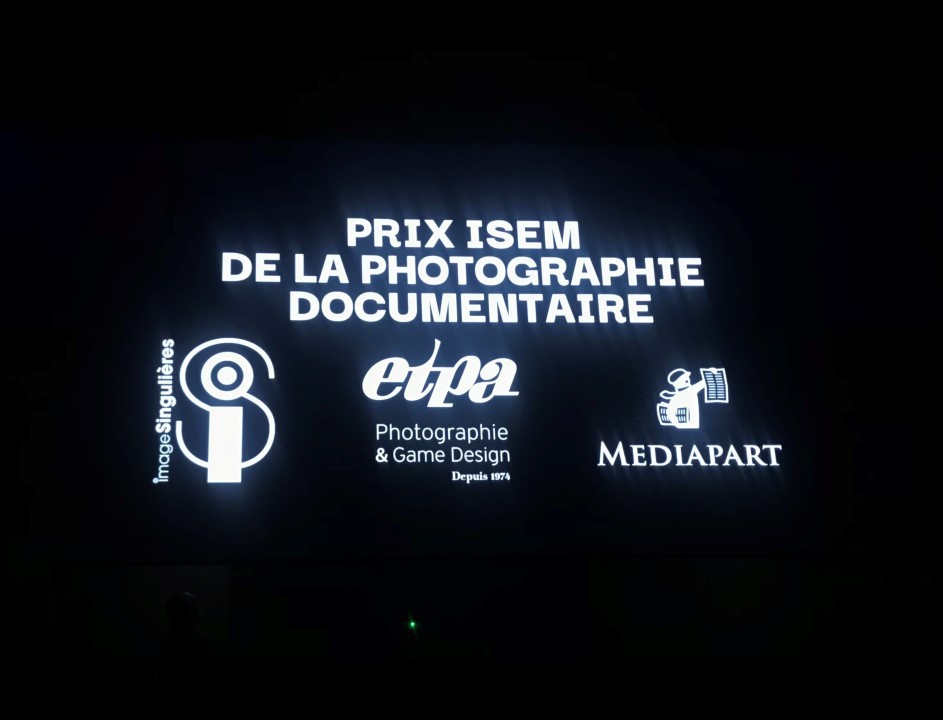 PRIX ISEM
DE LA PHOTOGRAPHIE
DOCUMENTAIRE
imageSingulières
etpa
Photographie
& Game Design
Depuis 1974
MEDIAPART